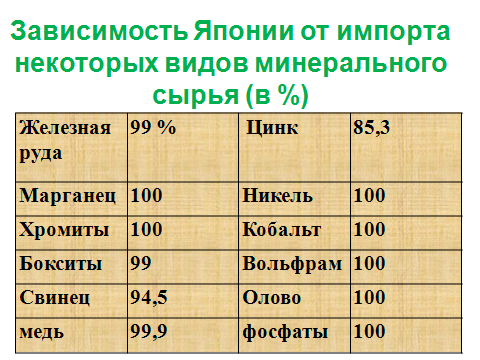 Зависимость Японии от импорта
некоторых видов минерального
сырья (в %)
Железная руда 99 % Цинк 85,3
Марганец 100 Никель 100
Хромиты 100 Кобальт 100
Бокситы 99 Вольфрам 100
Свинец 94,5 Олово 100
медь 99,9 фосфаты 100